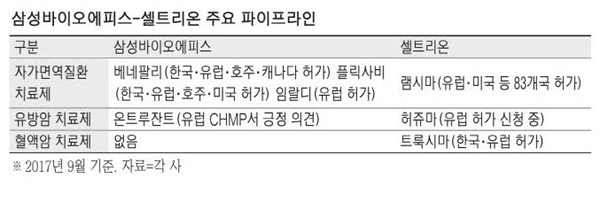 삼성바이오에피스-셀트리온 주요 파이프라인
구분 삼성바이오에피스 셀트리온
자가면역질환 베네팔리(한국·유럽·호주·캐나다 허가) 플릭사비
치료제 (한국·유럽·호주·미국 허가) 임랄디(유럽 허가) 램시마(유럽·미국 등 83개국 허가)
유방암 치료제 온트루잔트(유럽 CHMP서 긍정 의견) 허쥬마(유럽 허가 신청 중)
혈액암 치료제 없음 트룩시마(한국·유럽 허가)
※ 2017년 9월 기준. 자료=각 사